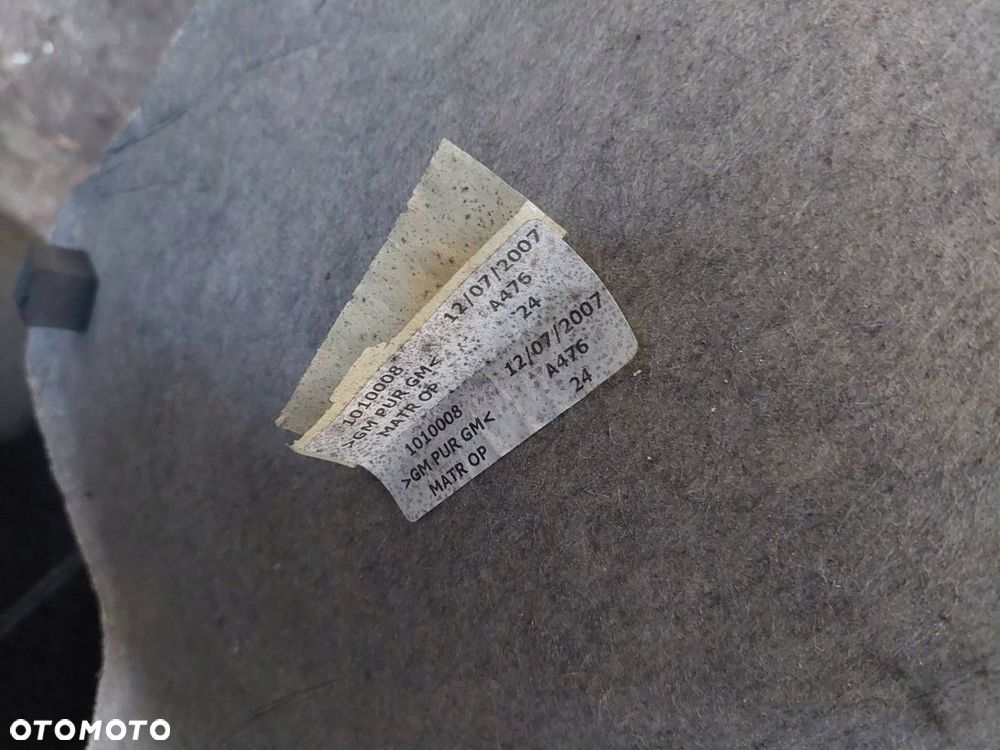 1010008 12/07/2007
>GM PUR GM< A476
MATR OP 24
1010008 12/07/2007
>GM PUR GM< A476
MATR OP 24
OTOMOTO